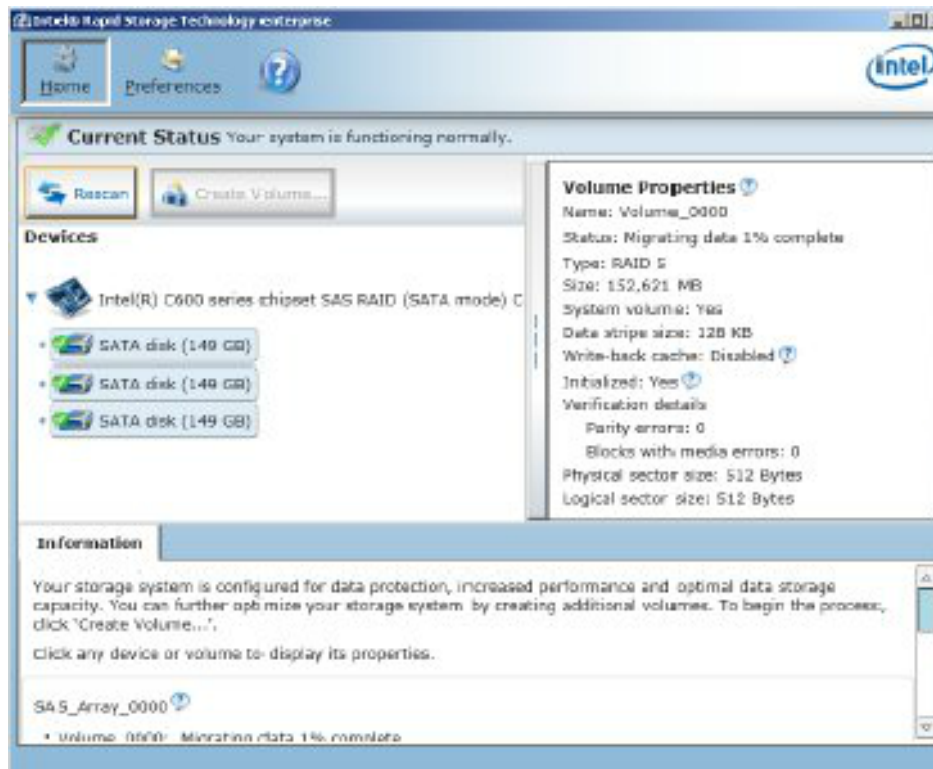 Intel® Rapid Storage Technology enterprise
Home
Preferences
intel
Current Status Your system is functioning normally.
Rescan
Create Volume...
Devices
Intel(R) C600 series chipset SAS RAID (SATA mode) C
SATA disk (149 GB)
SATA disk (149 GB)
SATA disk (149 GB)
Volume Properties
Name: Volume_0000
Status: Migrating data 1% complete
Type: RAID 5
Size: 152,621 MB
System volume: Yes
Data stripe size: 128 KB
Write-back cache: Disabled
Initialized: Yes
Verification details
Parity errors: 0
Blocks with media errors: 0
Physical sector size: 512 Bytes
Logical sector size: 512 Bytes
Information
Your storage system is configured for data protection, increased performance and optimal data storage
capacity. You can further optimize your storage system by creating additional volumes. To begin the process,
click 'Create Volume...'.
Click any device or volume to display its properties.
SAS_Array_0000
Volume_0000: Migrating data 1% complete